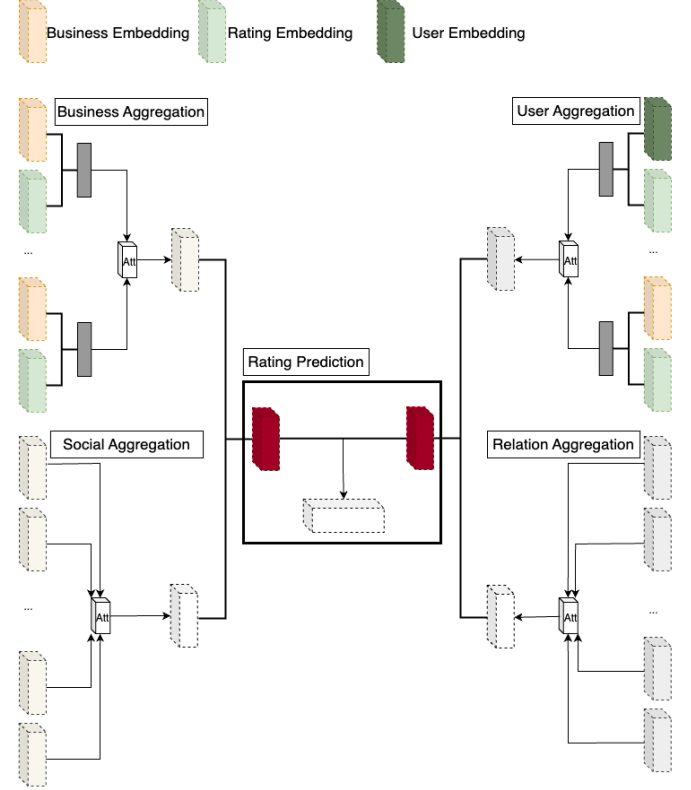 Business Embedding
Rating Embedding
User Embedding
Business Aggregation
User Aggregation
...
...
Att
Att
Rating Prediction
Social Aggregation
Relation Aggregation
...
...
Att
Att